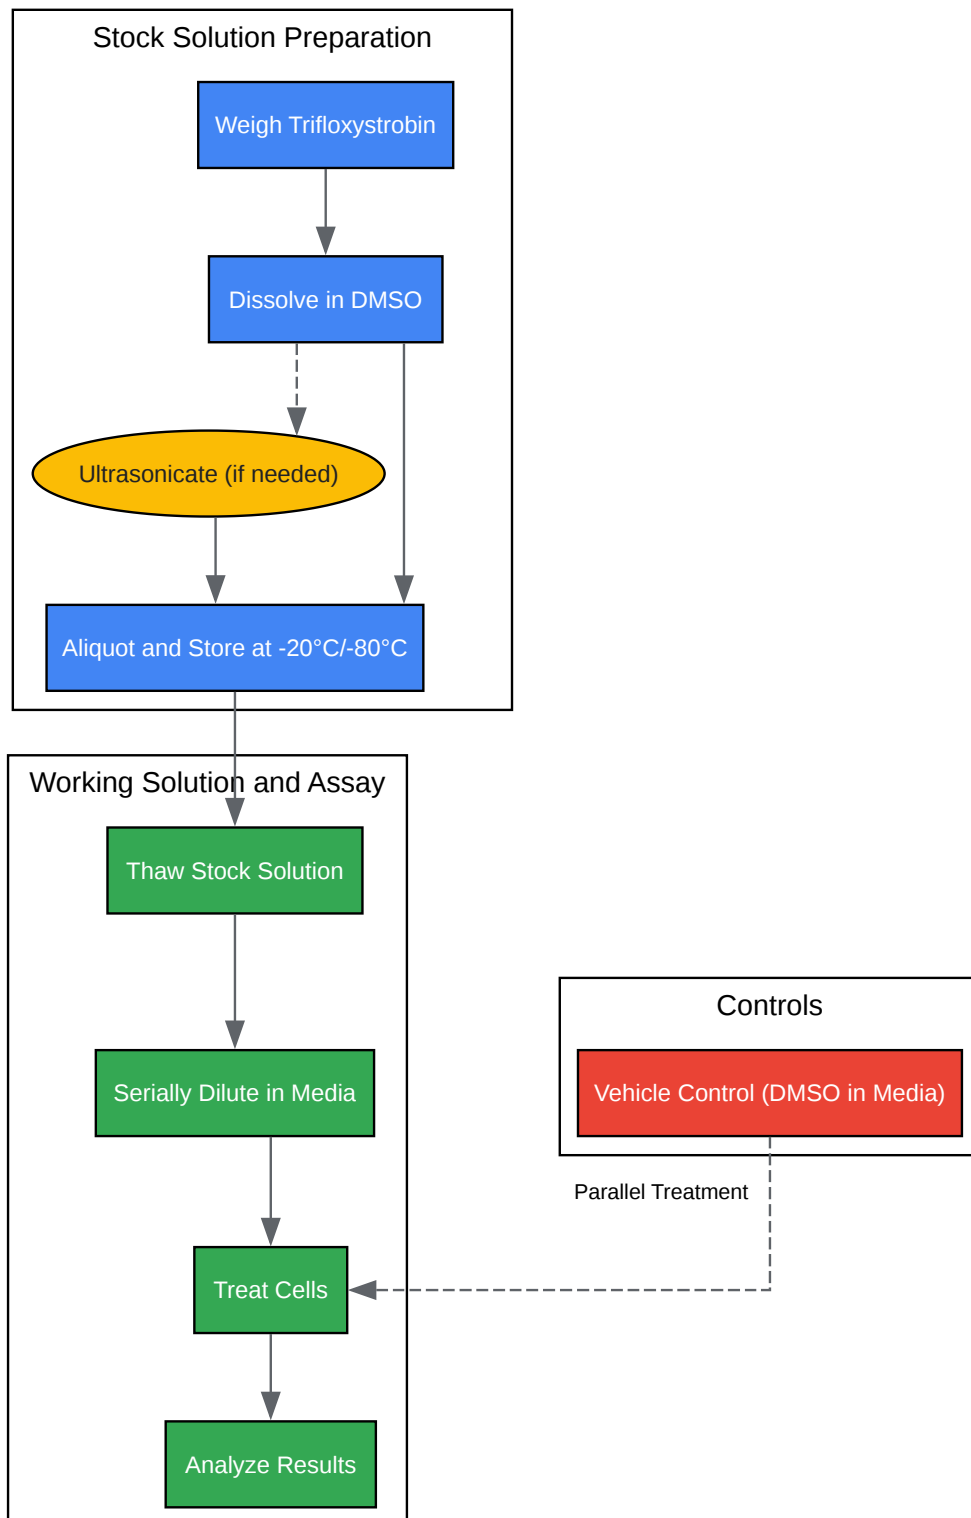 Stock Solution Preparation
Weigh Trifloxystrobin
Dissolve in DMSO
Ultrasonicate (if needed)
Aliquot and Store at -20°C/-80°C
Working Solution and Assay
Thaw Stock Solution
Serially Dilute in Media
Controls
Vehicle Control (DMSO in Media)
Parallel Treatment
Treat Cells
Analyze Results